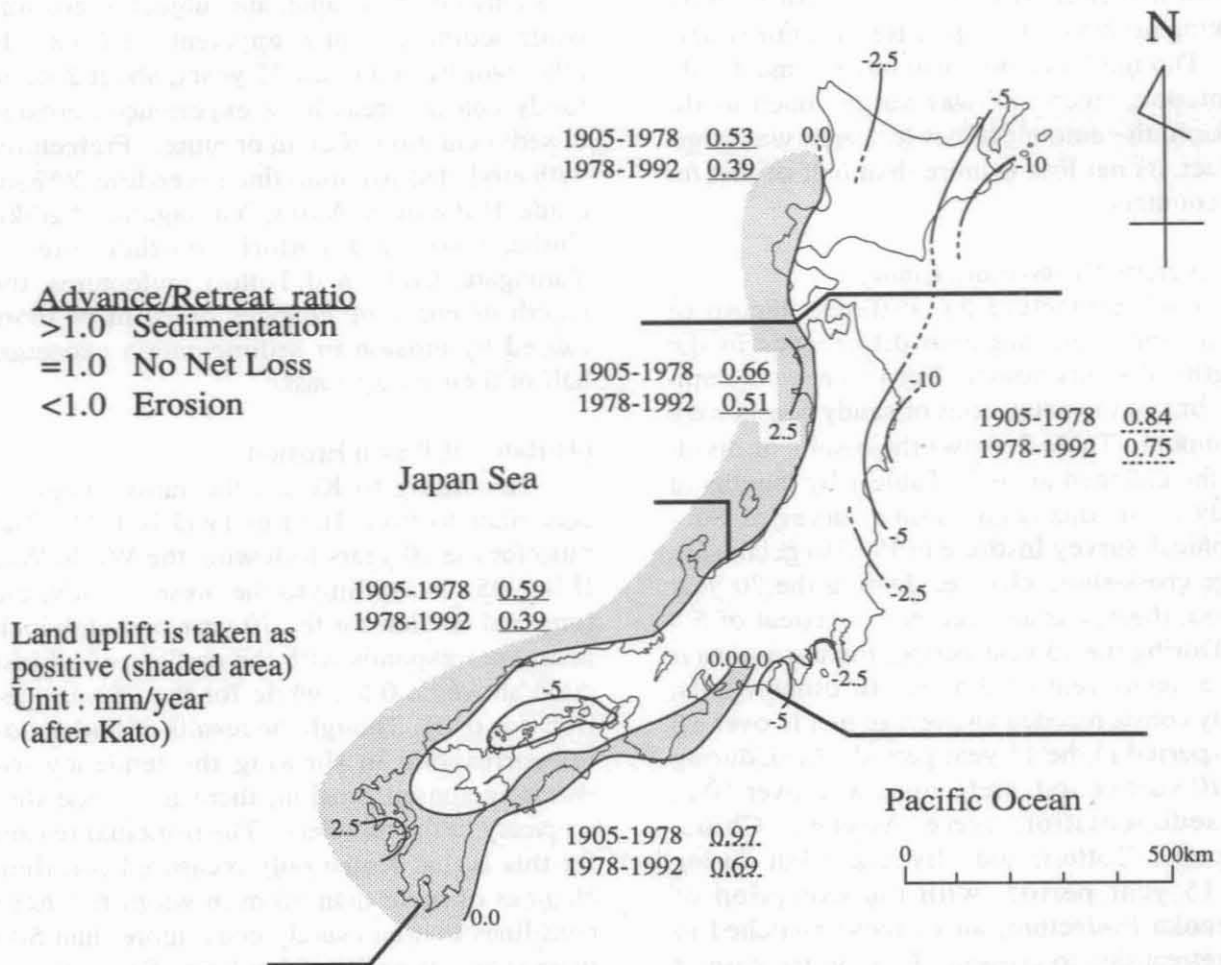 N
-2.5
-5
0.0
-10
1905-1978 0.53
1978-1992 0.39
Advance/Retreat ratio
>1.0 Sedimentation
=1.0 No Net Loss
<1.0 Erosion
1905-1978 0.66
1978-1992 0.51
2.5
-10
1905-1978 0.84
1978-1992 0.75
Japan Sea
-5
-2.5
1905-1978 0.59
1978-1992 0.39
Land uplift is taken as
positive (shaded area)
Unit : mm/year
(after Kato)
0.0
0.0
-2.5
-5
-5
Pacific Ocean
2.5
1905-1978 0.97
1978-1992 0.69
0 500km
0.0